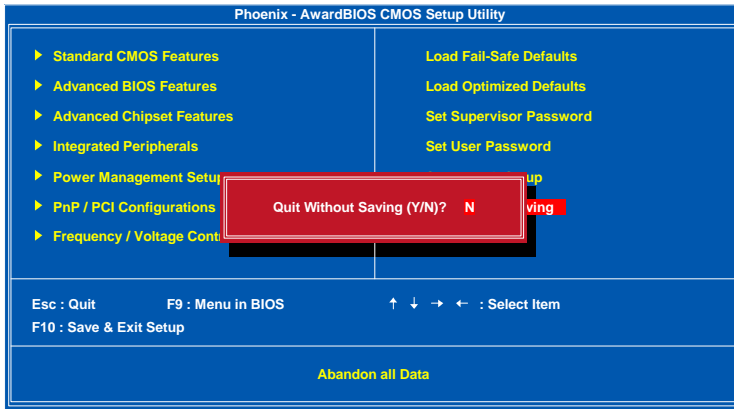 Phoenix - AwardBIOS CMOS Setup Utility
Standard CMOS Features
Advanced BIOS Features
Advanced Chipset Features
Integrated Peripherals
Power Management Setup
PnP / PCI Configurations
Frequency / Voltage
Load Fail-Safe Defaults
Load Optimized Defaults
Set Supervisor Password
Set User Password
Quit Without Saving (Y/N)? N
Esc : Quit F9 : Menu in BIOS ↑ ↓ → ← : Select Item
F10 : Save & Exit Setup
Abandon all Data